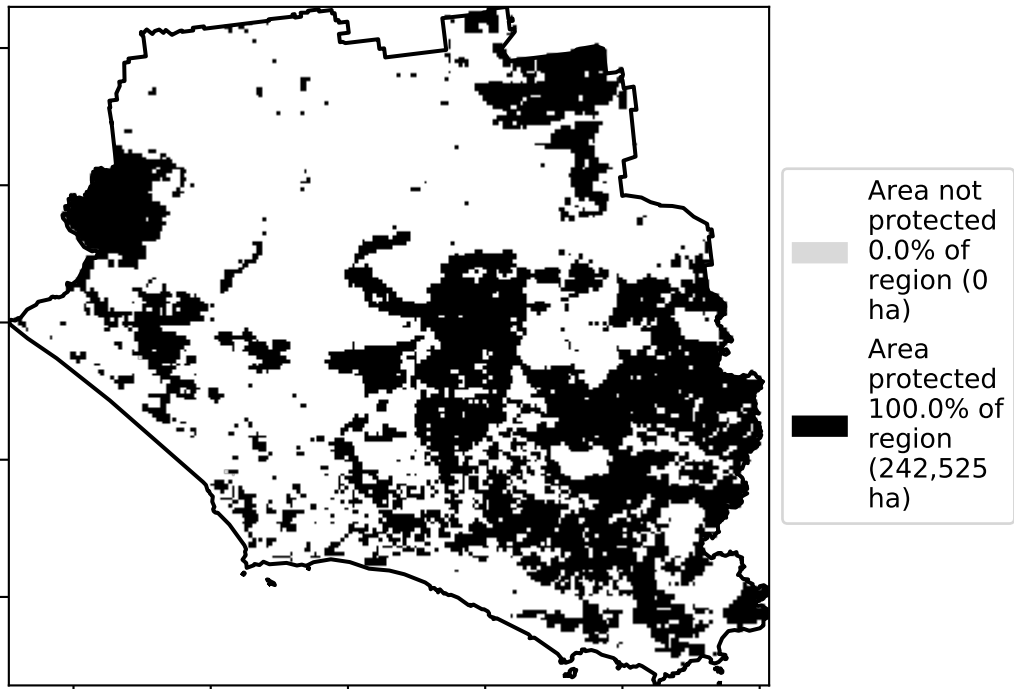 Area not
protected
0.0% of
region (0
ha)
Area
protected
100.0% of
region
(242,525
ha)